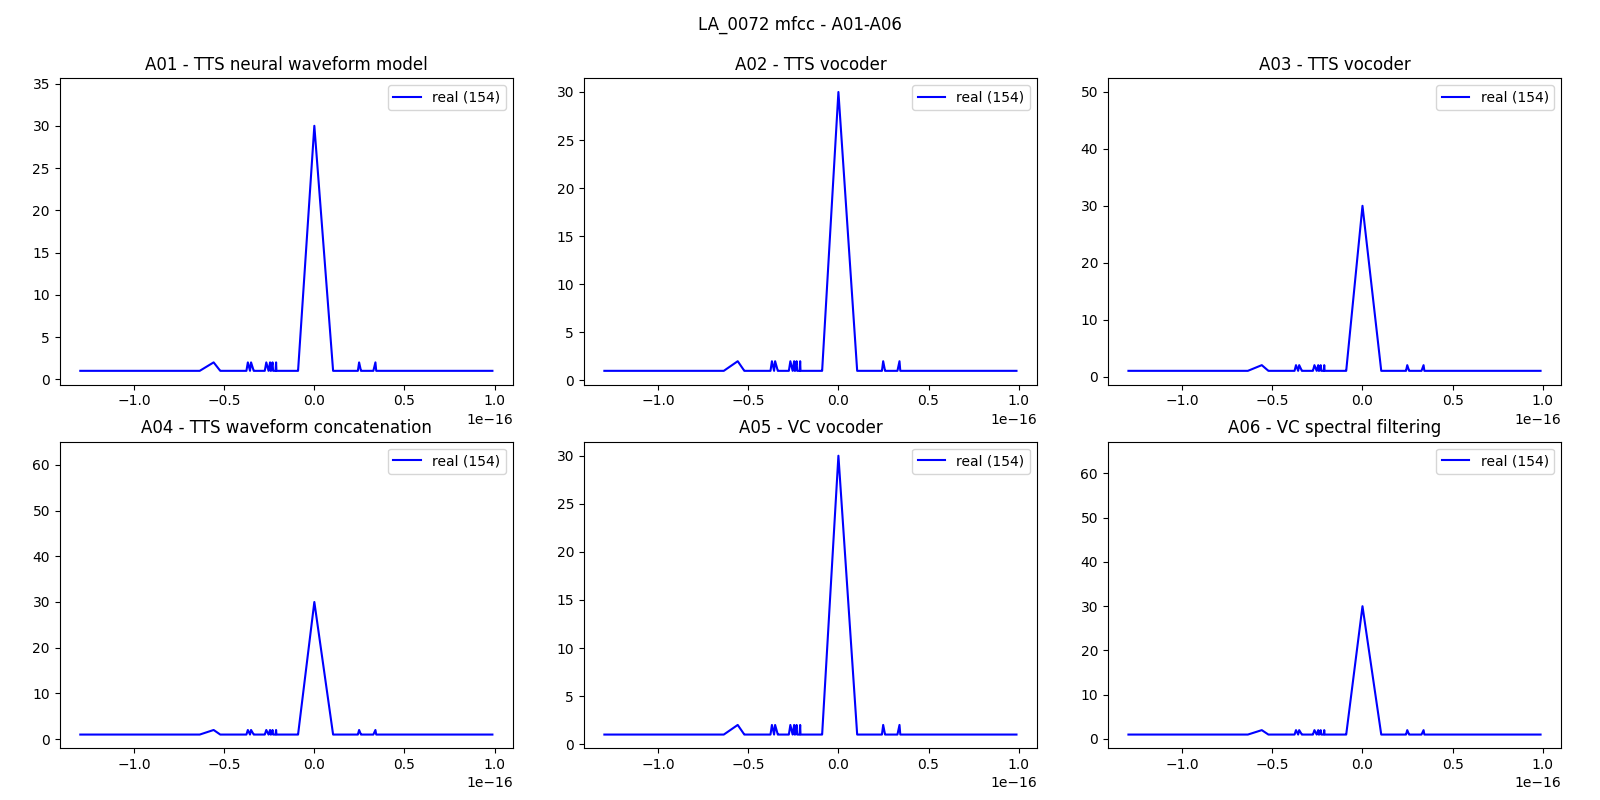 LA_0072 mfcc - A01-A06
A01 - TTS neural waveform model
35
30
25
20
15
10
5
0
real (154)
−1.0 −0.5 0.0 0.5 1.0
1e−16
A02 - TTS vocoder
30
25
20
15
10
5
0
real (154)
−1.0 −0.5 0.0 0.5 1.0
1e−16
A03 - TTS vocoder
50
40
30
20
10
0
real (154)
−1.0 −0.5 0.0 0.5 1.0
1e−16
A04 - TTS waveform concatenation
60
50
40
30
20
10
0
real (154)
−1.0 −0.5 0.0 0.5 1.0
1e−16
A05 - VC vocoder
30
25
20
15
10
5
0
real (154)
−1.0 −0.5 0.0 0.5 1.0
1e−16
A06 - VC spectral filtering
60
50
40
30
20
10
0
real (154)
−1.0 −0.5 0.0 0.5 1.0
1e−16